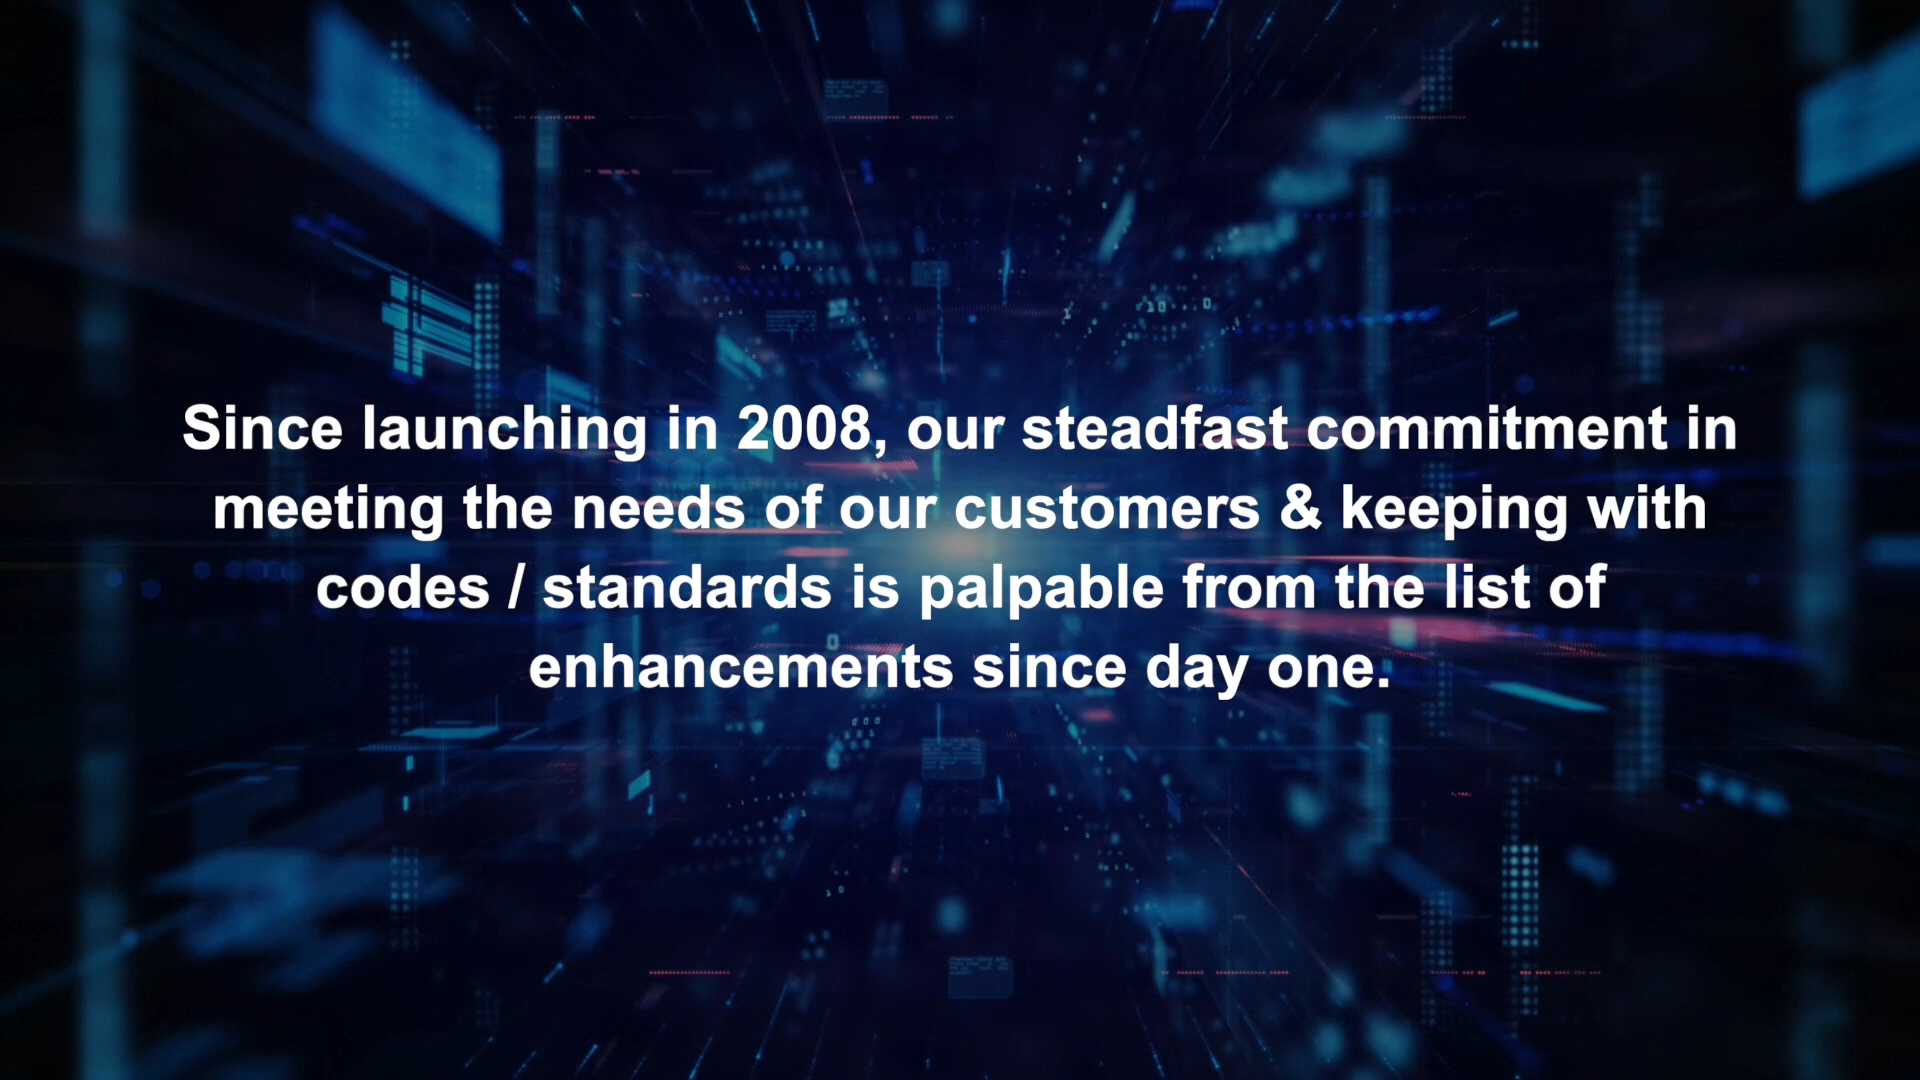 Since launching in 2008, our steadfast commitment in
meeting the needs of our customers & keeping with
codes / standards is palpable from the list of
enhancements since day one.